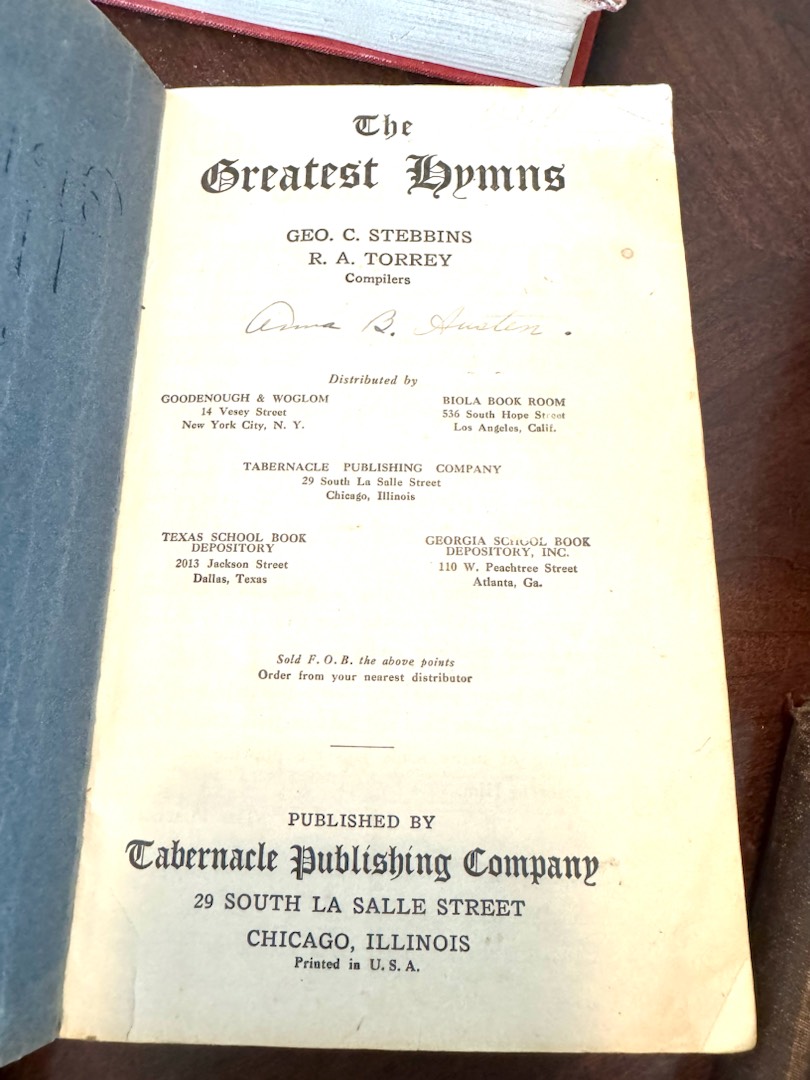 The
Greatest Hymns
GEO. C. STEBBINS
R. A. TORREY
Compilers
Anna B. Austen.
Distributed by
GOODENOUGH & WOGLOM
14 Vesey Street
New York City, N. Y.
BIOLA BOOK ROOM
536 South Hope Street
Los Angeles, Calif.
TABERNACLE PUBLISHING COMPANY
29 South La Salle Street
Chicago, Illinois
TEXAS SCHOOL BOOK
DEPOSITORY
2013 Jackson Street
Dallas, Texas
GEORGIA SCHOOL BOOK
DEPOSITORY, INC.
110 W. Peachtree Street
Atlanta, Ga.
Sold F. O. B. the above points
Order from your nearest distributor
PUBLISHED BY
Tabernacle Publishing Company
29 SOUTH LA SALLE STREET
CHICAGO, ILLINOIS
Printed in U. S. A.